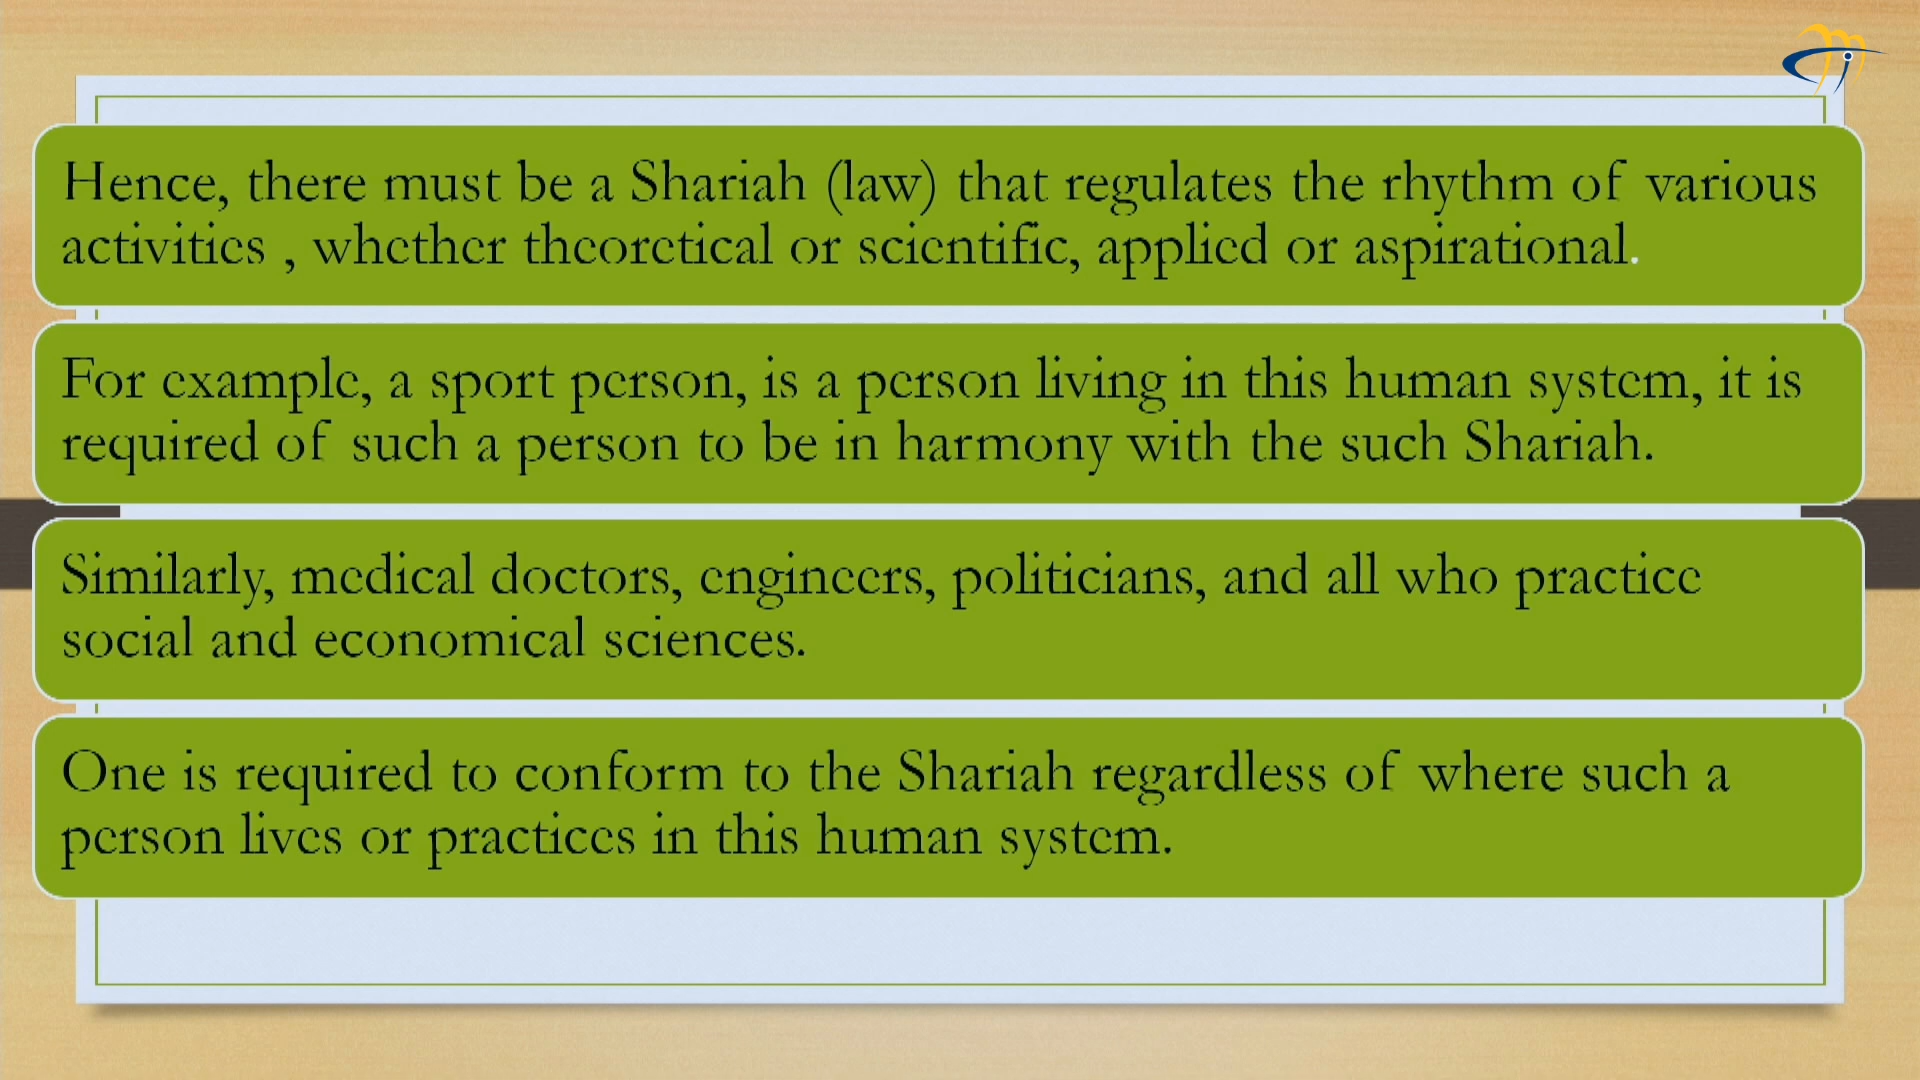 Hence, there must be a Shariah (law) that regulates the rhythm of various
activities , whether theoretical or scientific, applied or aspirational.
For example, a sport person, is a person living in this human system, it is
required of such a person to be in harmony with the such Shariah.
Similarly, medical doctors, engineers, politicians, and all who practice
social and economical sciences.
One is required to conform to the Shariah regardless of where such a
person lives or practices in this human system.